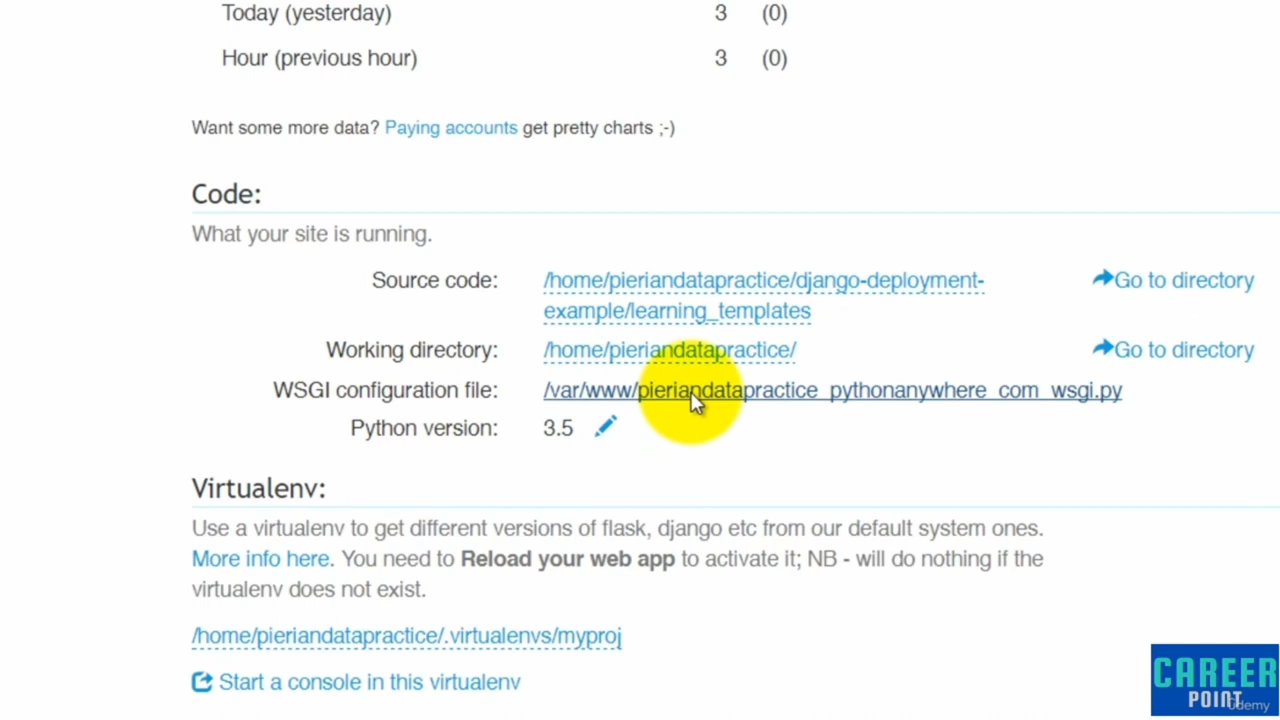 Today (yesterday) 3 (0)
Hour (previous hour) 3 (0)
Want some more data? Paying accounts get pretty charts ;-)
Code:
What your site is running.
Source code: /home/pieriandatapractice/django-deployment- Go to directory
example/learning_templates
Working directory: /home/pieriandatapractice/ Go to directory
WSGI configuration file: /var/www/pieriandatapractice_pythonanywhere_com_wsgi.py
Python version: 3.5
Virtualenv:
Use a virtualenv to get different versions of flask, django etc from our default system ones.
More info here. You need to Reload your web app to activate it; NB - will do nothing if the
virtualenv does not exist.
/home/pieriandatapractice/.virtualenvs/myproj
Start a console in this virtualenv
CAREER
POINT
Udemy